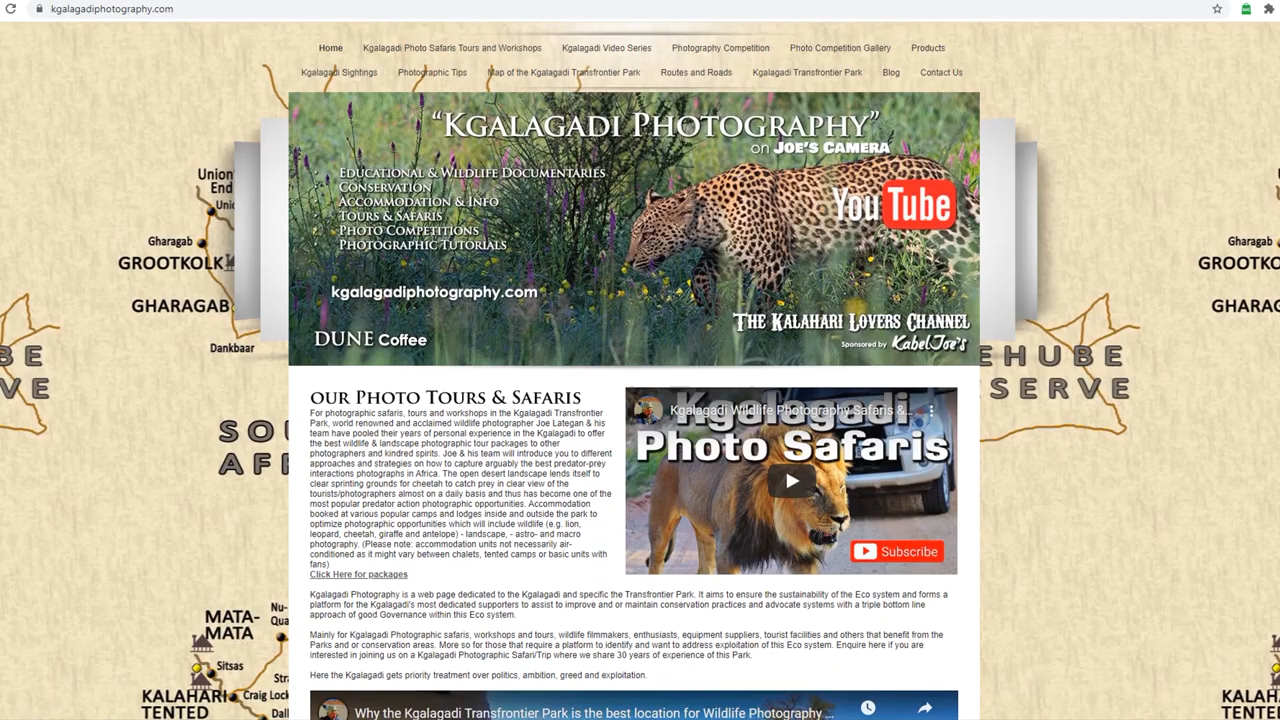 kgalagadiphotography.com
Home Kgalagadi Photo Safaris Tours and Workshops Kgalagadi Video Series Photography Competition Photo Competition Gallery Products
Kgalagadi Sightings Photographic Tips Map of the Kgalagadi Transfrontier Park Routes and Roads Kgalagadi Transfrontier Park Blog Contact Us
"KGALAGADI PHOTOGRAPHY"
on JOE'S CAMERA
EDUCATIONAL & WILDLIFE DOCUMENTARIES
CONSERVATION
ACCOMMODATION & INFO
TOURS & SAFARIS
PHOTO COMPETITIONS
PHOTOGRAPHIC TUTORIALS
YouTube
kgalagadiphotography.com
THE KALAHARI LOVERS CHANNEL
DUNE Coffee
Sponsored by KabelJoe's
Union
End
Gharagab
GROOTKOLK
GHARAGAB
Dankbaar
Gharagab
GROOTKO
GHARAG
EHUBE
SERVE
OUR PHOTO TOURS & SAFARIS
For photographic safaris, tours and workshops in the Kgalagadi Transfrontier
Park, world renowned and acclaimed wildlife photographer Joe Lategan & his
team have pooled their years of personal experience in the Kgalagadi to offer
the best wildlife & landscape photographic tour packages to other
photographers and kindred spirits. Joe & his team will introduce you to different
approaches and strategies on how to capture arguably the best predator-prey
interactions photographs in Africa. The open desert landscape lends itself to
clear sprinting grounds for cheetah to catch prey in clear view of the
tourists/photographers almost on a daily basis and thus has become one of the
most popular predator action photographic opportunities. Accommodation
booked at various popular camps and lodges inside and outside the park to
optimize photographic opportunities which will include wildlife (e.g. lion,
leopard, cheetah, giraffe and antelope) - landscape, - astro- and macro
photography. (Please note: accommodation units not necessarily air-
conditioned as it might vary between chalets, tented camps or basic units with
fans)
Click Here for packages
Kgalagadi Wildlife Photography Safaris &...
Kgalagadi
Photo Safaris
Subscribe
Kgalagadi Photography is a web page dedicated to the Kgalagadi and specific the Transfrontier Park. It aims to ensure the sustainability of the Eco system and forms a
platform for the Kgalagadi's most dedicated supporters to assist to improve and or maintain conservation practices and advocate systems with a triple bottom line
approach of good Governance within this Eco system.
Mainly for Kgalagadi Photographic safaris, workshops and tours, wildlife filmmakers, enthusiasts, equipment suppliers, tourist facilities and others that benefit from the
Parks and or conservation areas. More so for those that require a platform to identify and want to address exploitation of this Eco system. Enquire here if you are
interested in joining us on a Kgalagadi Photographic Safari/Trip where we share 30 years of experience of this Park.
Here the Kgalagadi gets priority treatment over politics, ambition, greed and exploitation.
Why the Kgalagadi Transfrontier Park is the best location for Wildlife Photography ...
MATA-
MATA
Sitsas
KALAHARI
TENTED
Craig Lock
KALAH
TENTED